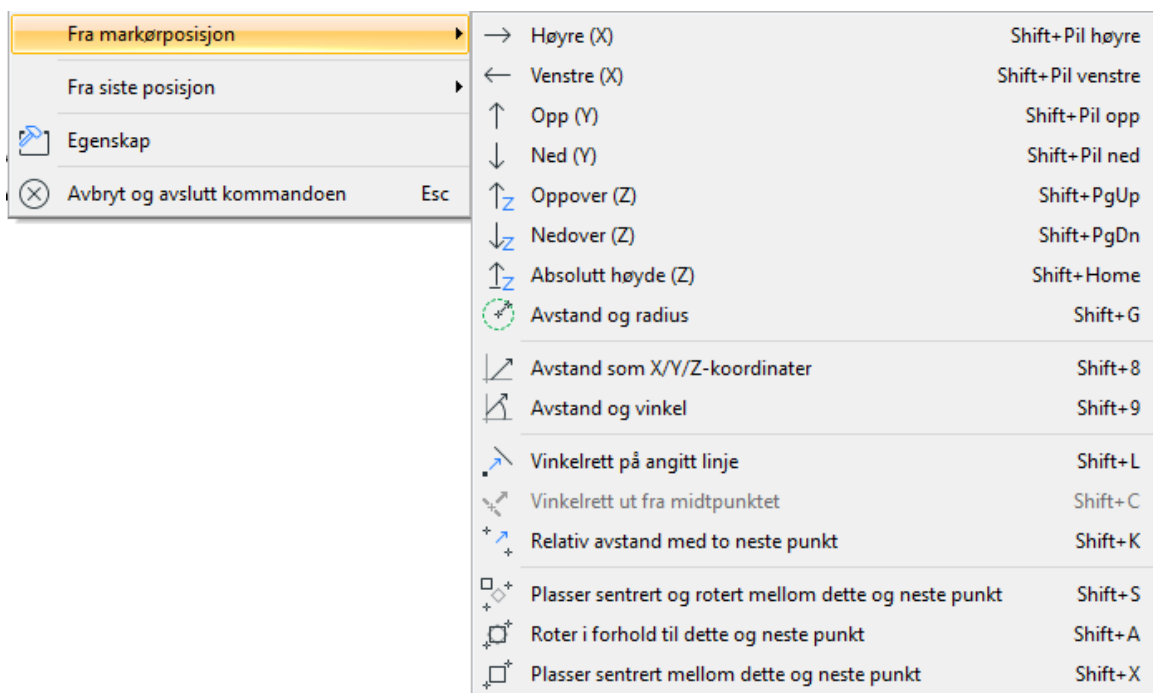 Fra markørposisjon
Fra siste posisjon
Egenskap
Avbryt og avslutt kommandoen Esc
Høyre (X) Shift+Pil høyre
Venstre (X) Shift+Pil venstre
Opp (Y) Shift+Pil opp
Ned (Y) Shift+Pil ned
Oppover (Z) Shift+PgUp
Nedover (Z) Shift+PgDn
Absolutt høyde (Z) Shift+Home
Avstand og radius Shift+G
Avstand som X/Y/Z-koordinater Shift+8
Avstand og vinkel Shift+9
Vinkelrett på angitt linje Shift+L
Vinkelrett ut fra midtpunktet Shift+C
Relativ avstand med to neste punkt Shift+K
Plasser sentrert og rotert mellom dette og neste punkt Shift+S
Roter i forhold til dette og neste punkt Shift+A
Plasser sentrert mellom dette og neste punkt Shift+X